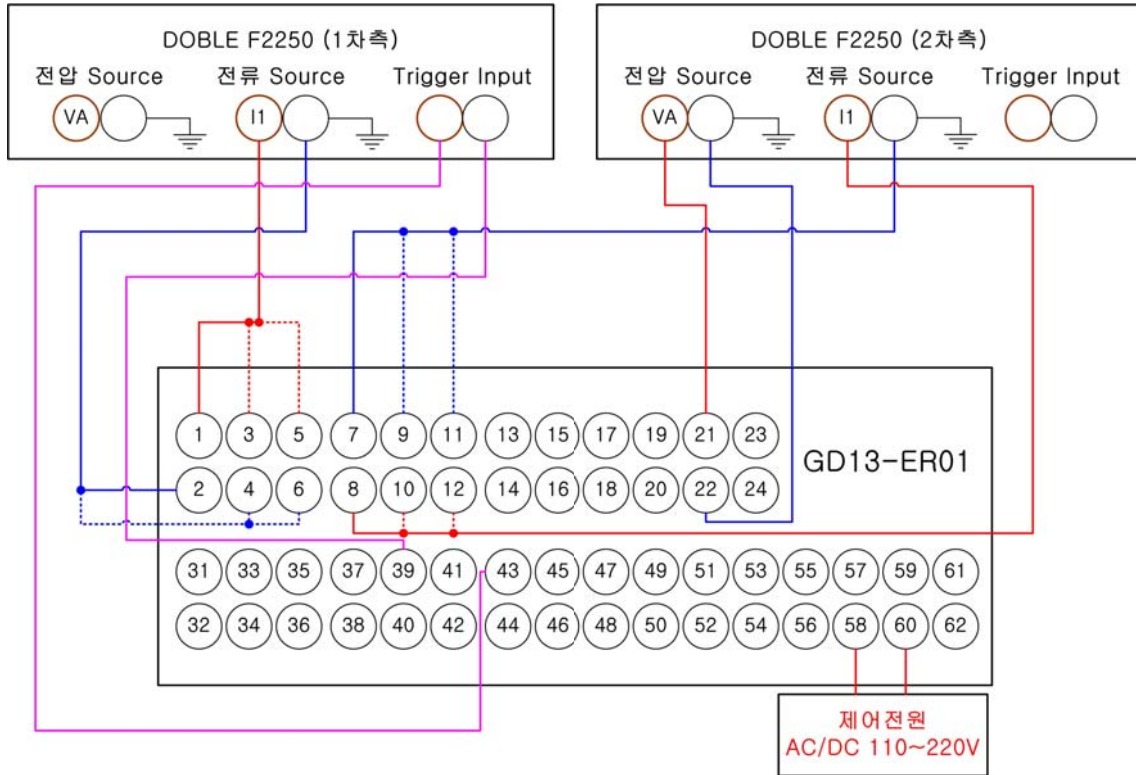 DOBLE F2250 (1차측)
전압 Source 전류 Source Trigger Input
VA I1
DOBLE F2250 (2차측)
전압 Source 전류 Source Trigger Input
VA I1
1 3 5 7 9 11 13 15 17 19 21 23
GD13-ER01
2 4 6 8 10 12 14 16 18 20 22 24
31 33 35 37 39 41 43 45 47 49 51 53 55 57 59 61
32 34 36 38 40 42 44 46 48 50 52 54 56 58 60 62
제어전원
AC/DC 110~220V